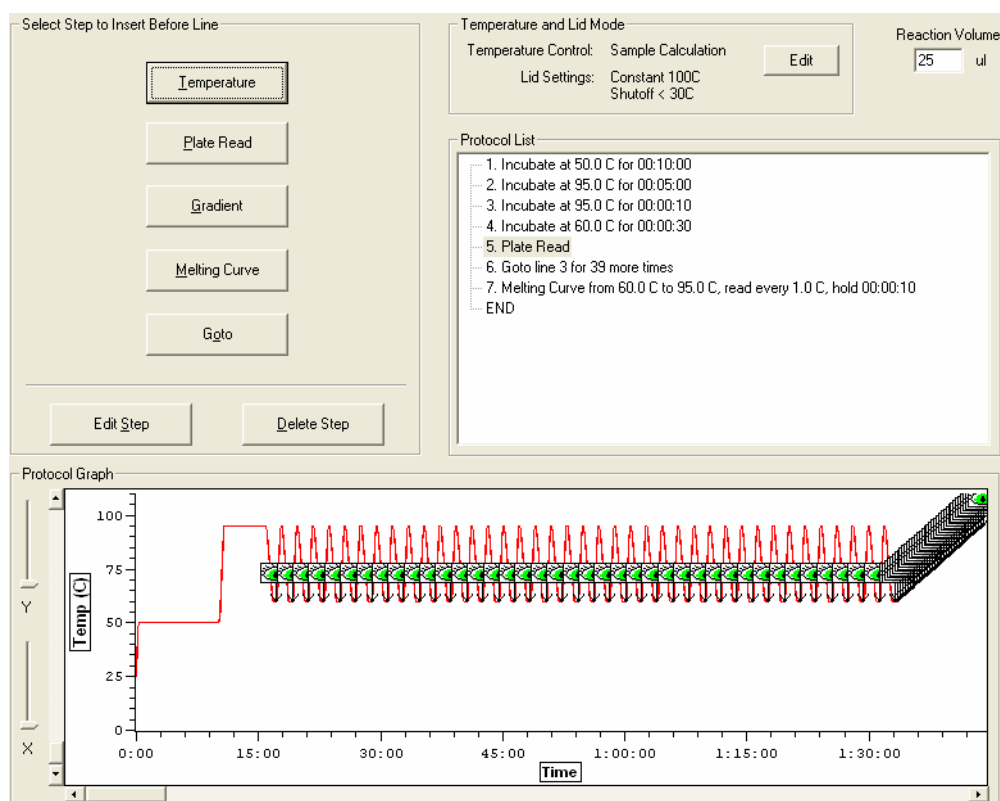 Select Step to Insert Before Line
Temperature
Plate Read
Gradient
Melting Curve
Goto
Edit Step
Delete Step
Temperature and Lid Mode
Temperature Control: Sample Calculation
Lid Settings: Constant 100C
Shutoff < 30C
Edit
Reaction Volume
25 ul
Protocol List
1. Incubate at 50.0 C for 00:10:00
2. Incubate at 95.0 C for 00:05:00
3. Incubate at 95.0 C for 00:00:10
4. Incubate at 60.0 C for 00:00:30
5. Plate Read
6. Goto line 3 for 39 more times
7. Melting Curve from 60.0 C to 95.0 C, read every 1.0 C, hold 00:00:10
END
Protocol Graph
Y
X
Temp (C)
100
75
50
25
0
0:00 15:00 30:00 45:00 1:00:00 1:15:00 1:30:00
Time